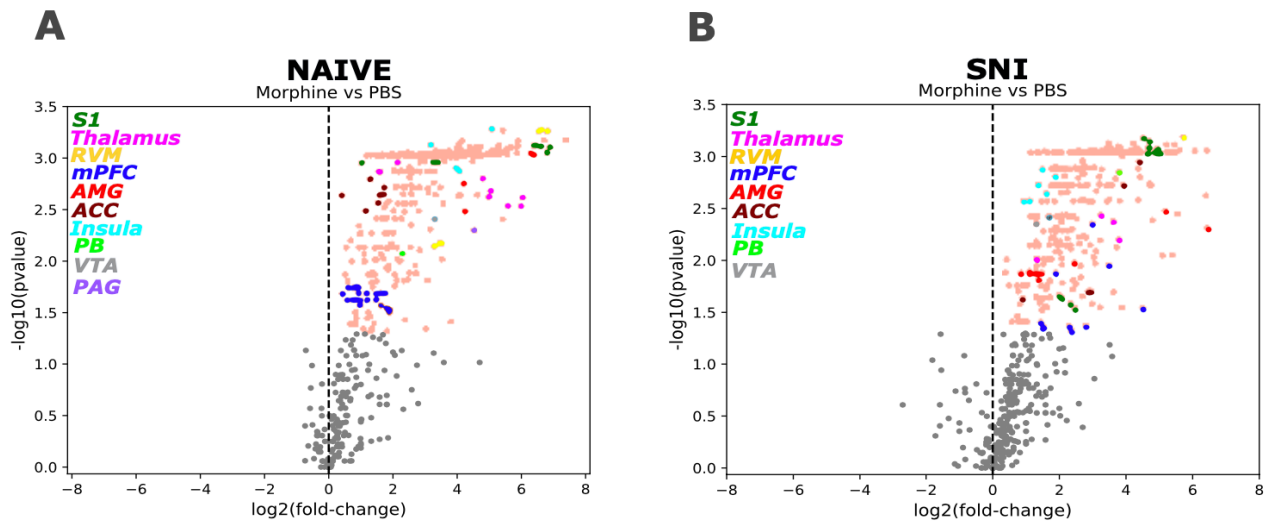 A
NAIVE
Morphine vs PBS
3.5
3.0
2.5
2.0
1.5
1.0
0.5
0.0
-log10(pvalue)
S1
Thalamus
RVM
mPFC
AMG
ACC
Insula
PB
VTA
PAG
−8 −6 −4 −2 0 2 4 6 8
log2(fold-change)
B
SNI
Morphine vs PBS
3.5
3.0
2.5
2.0
1.5
1.0
0.5
0.0
-log10(pvalue)
S1
Thalamus
RVM
mPFC
AMG
ACC
Insula
PB
VTA
−8 −6 −4 −2 0 2 4 6 8
log2(fold-change)